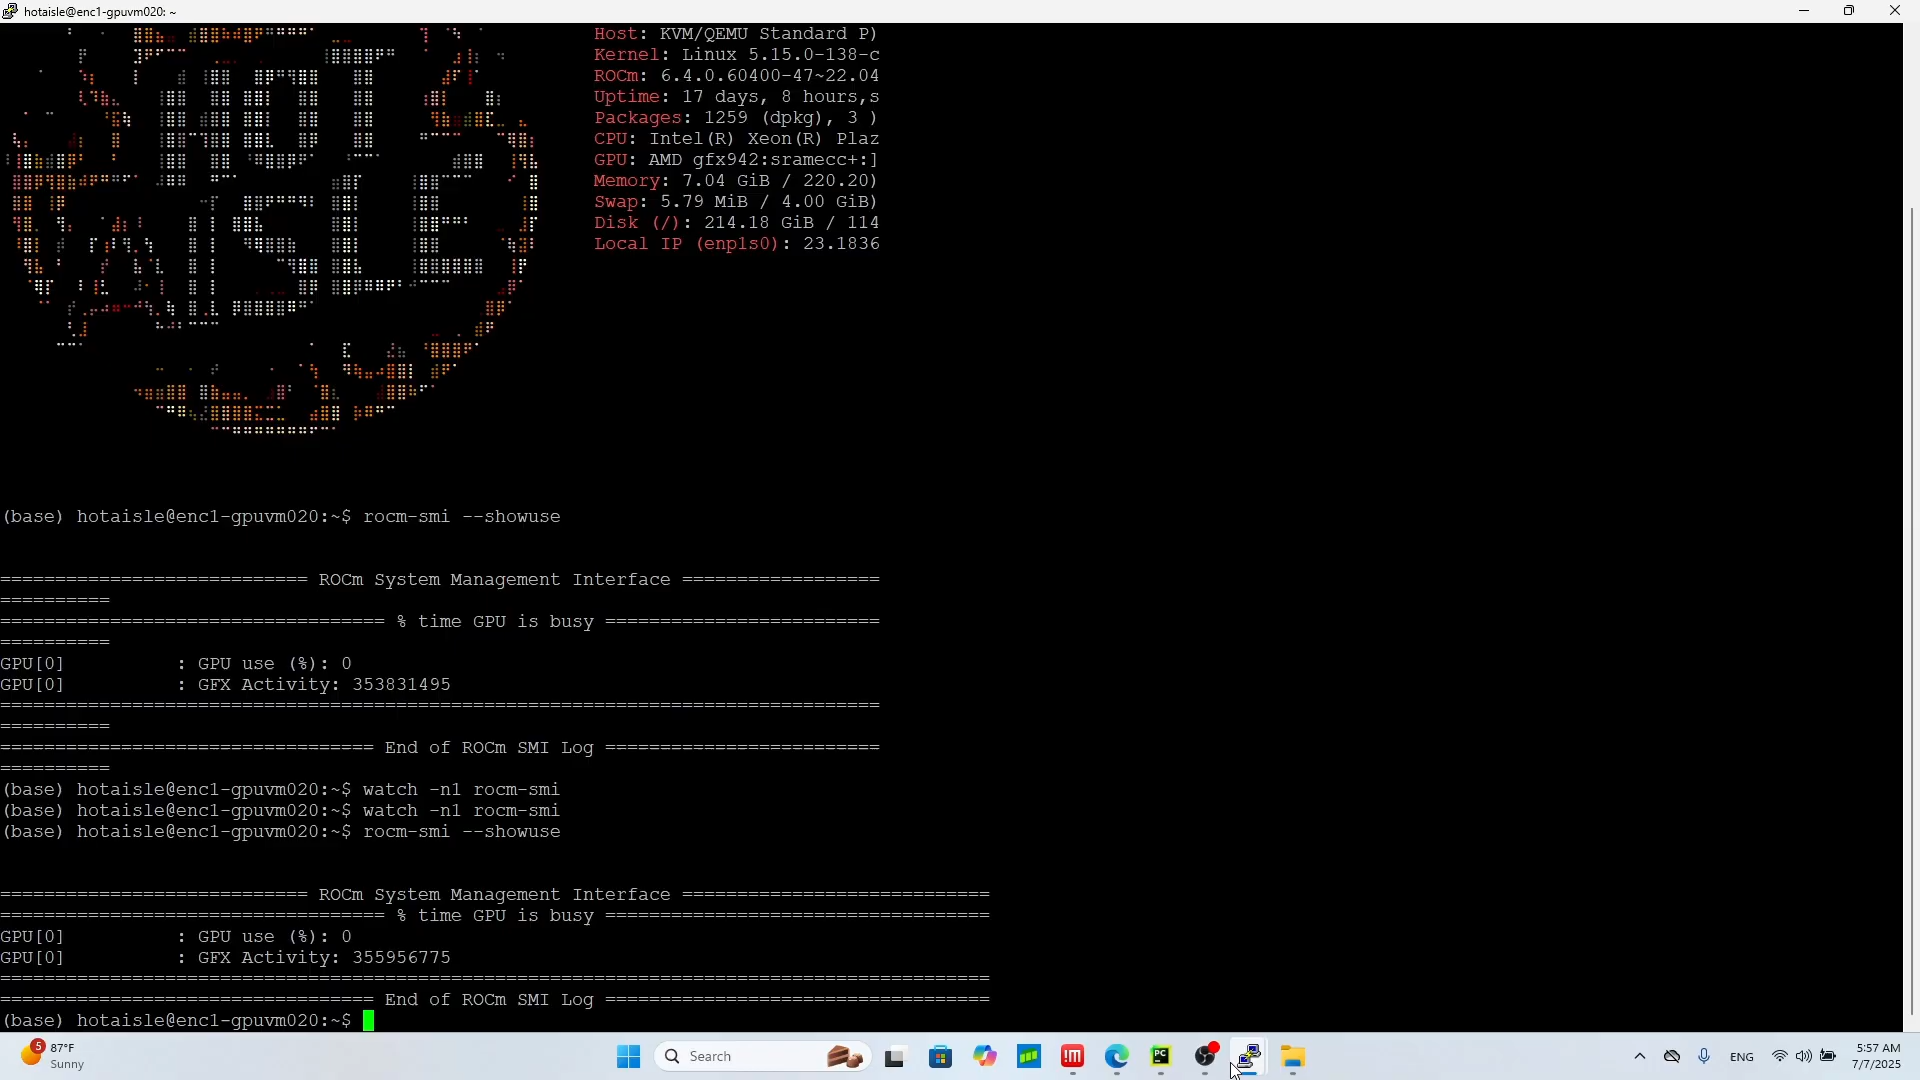 hotaisle@enc1-gpuvm020: ~
HOT
AISLE
Host: KVM/QEMU Standard P)
Kernel: Linux 5.15.0-138-c
ROCm: 6.4.0.60400-47~22.04
Uptime: 17 days, 8 hours,s
Packages: 1259 (dpkg), 3 )
CPU: Intel(R) Xeon(R) Plaz
GPU: AMD gfx942:sramecc+:]
Memory: 7.04 GiB / 220.20)
Swap: 5.79 MiB / 4.00 GiB)
Disk (/): 214.18 GiB / 114
Local IP (enp1s0): 23.1836
(base) hotaisle@enc1-gpuvm020:~$ rocm-smi --showuse
============================ ROCm System Management Interface ==================
==========
=================================== % time GPU is busy =========================
==========
GPU[0] : GPU use (%): 0
GPU[0] : GFX Activity: 353831495
================================================================================
==========
================================== End of ROCm SMI Log =========================
==========
(base) hotaisle@enc1-gpuvm020:~$ watch -n1 rocm-smi
(base) hotaisle@enc1-gpuvm020:~$ watch -n1 rocm-smi
(base) hotaisle@enc1-gpuvm020:~$ rocm-smi --showuse
============================ ROCm System Management Interface ============================
=================================== % time GPU is busy ===================================
GPU[0] : GPU use (%): 0
GPU[0] : GFX Activity: 355956775
==========================================================================================
================================== End of ROCm SMI Log ===================================
(base) hotaisle@enc1-gpuvm020:~$
5
87°F
Sunny
Search
!M
PC
ENG
5:57 AM
7/7/2025